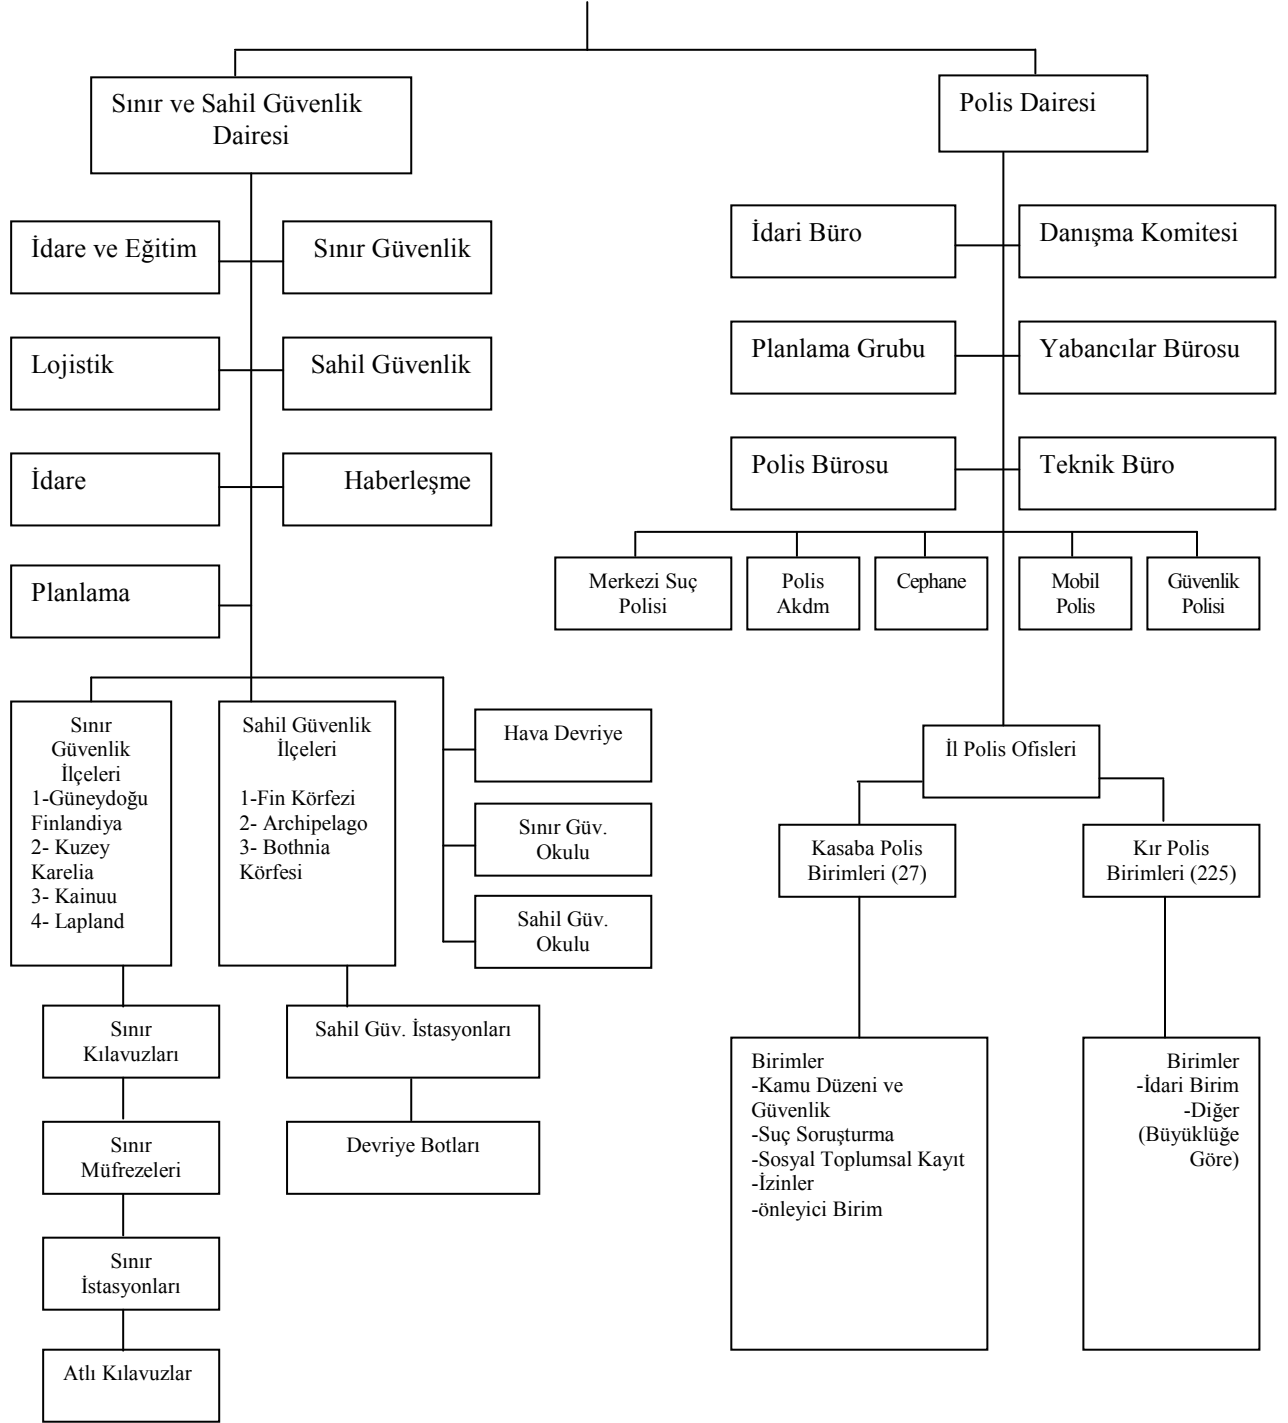 Sınır ve Sahil Güvenlik
Dairesi
Polis Dairesi
İdare ve Eğitim
Sınır Güvenlik
Lojistik
Sahil Güvenlik
İdare
Haberleşme
Planlama
İdari Büro
Danışma Komitesi
Planlama Grubu
Yabancılar Bürosu
Polis Bürosu
Teknik Büro
Merkezi Suç
Polisi
Polis
Akdm
Cephane
Mobil
Polis
Güvenlik
Polisi
Sınır
Güvenlik
İlçeleri
1-Güneydoğu
Finlandiya
2- Kuzey
Karelia
3- Kainuu
4- Lapland
Sahil Güvenlik
İlçeleri
1-Fin Körfezi
2- Archipelago
3- Bothnia
Körfesi
Hava Devriye
Sınır Güv.
Okulu
Sahil Güv.
Okulu
Sınır
Kılavuzları
Sınır
Müfrezeleri
Sınır
İstasyonları
Atlı Kılavuzlar
Sahil Güv. İstasyonları
Devriye Botları
İl Polis Ofisleri
Kasaba Polis
Birimleri (27)
Kır Polis
Birimleri (225)
Birimler
-Kamu Düzeni ve
Güvenlik
-Suç Soruşturma
-Sosyal Toplumsal Kayıt
-İzinler
-önleyici Birim
Birimler
-İdari Birim
-Diğer
(Büyüklüğe
Göre)